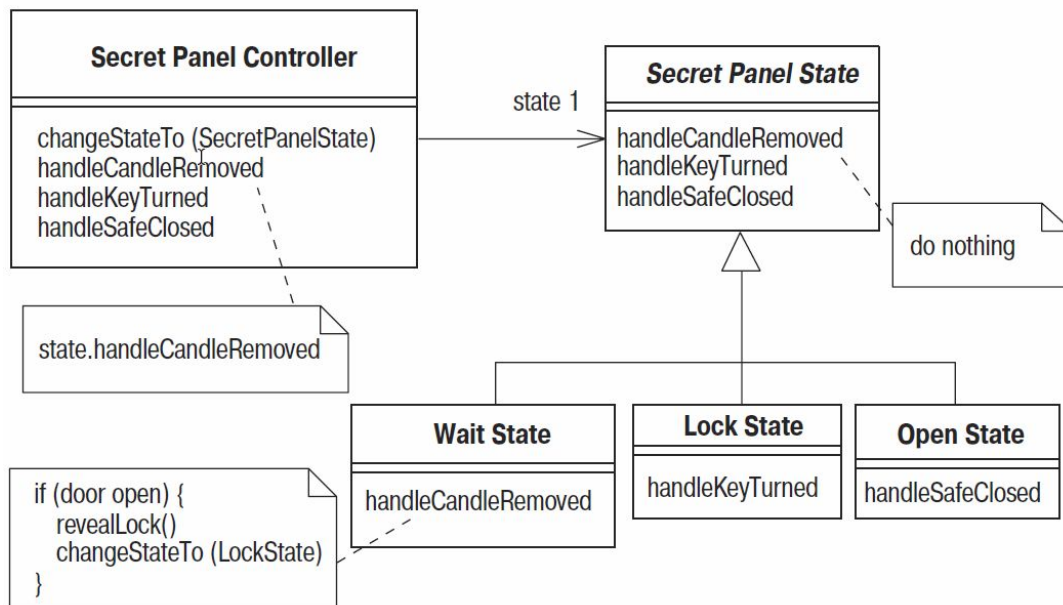 Secret Panel Controller
changeStateTo (SecretPanelState)
handleCandleRemoved
handleKeyTurned
handleSafeClosed
state 1
Secret Panel State
handleCandleRemoved
handleKeyTurned
handleSafeClosed
do nothing
state.handleCandleRemoved
Wait State
handleCandleRemoved
Lock State
handleKeyTurned
Open State
handleSafeClosed
if (door open) {
revealLock()
changeStateTo (LockState)
}